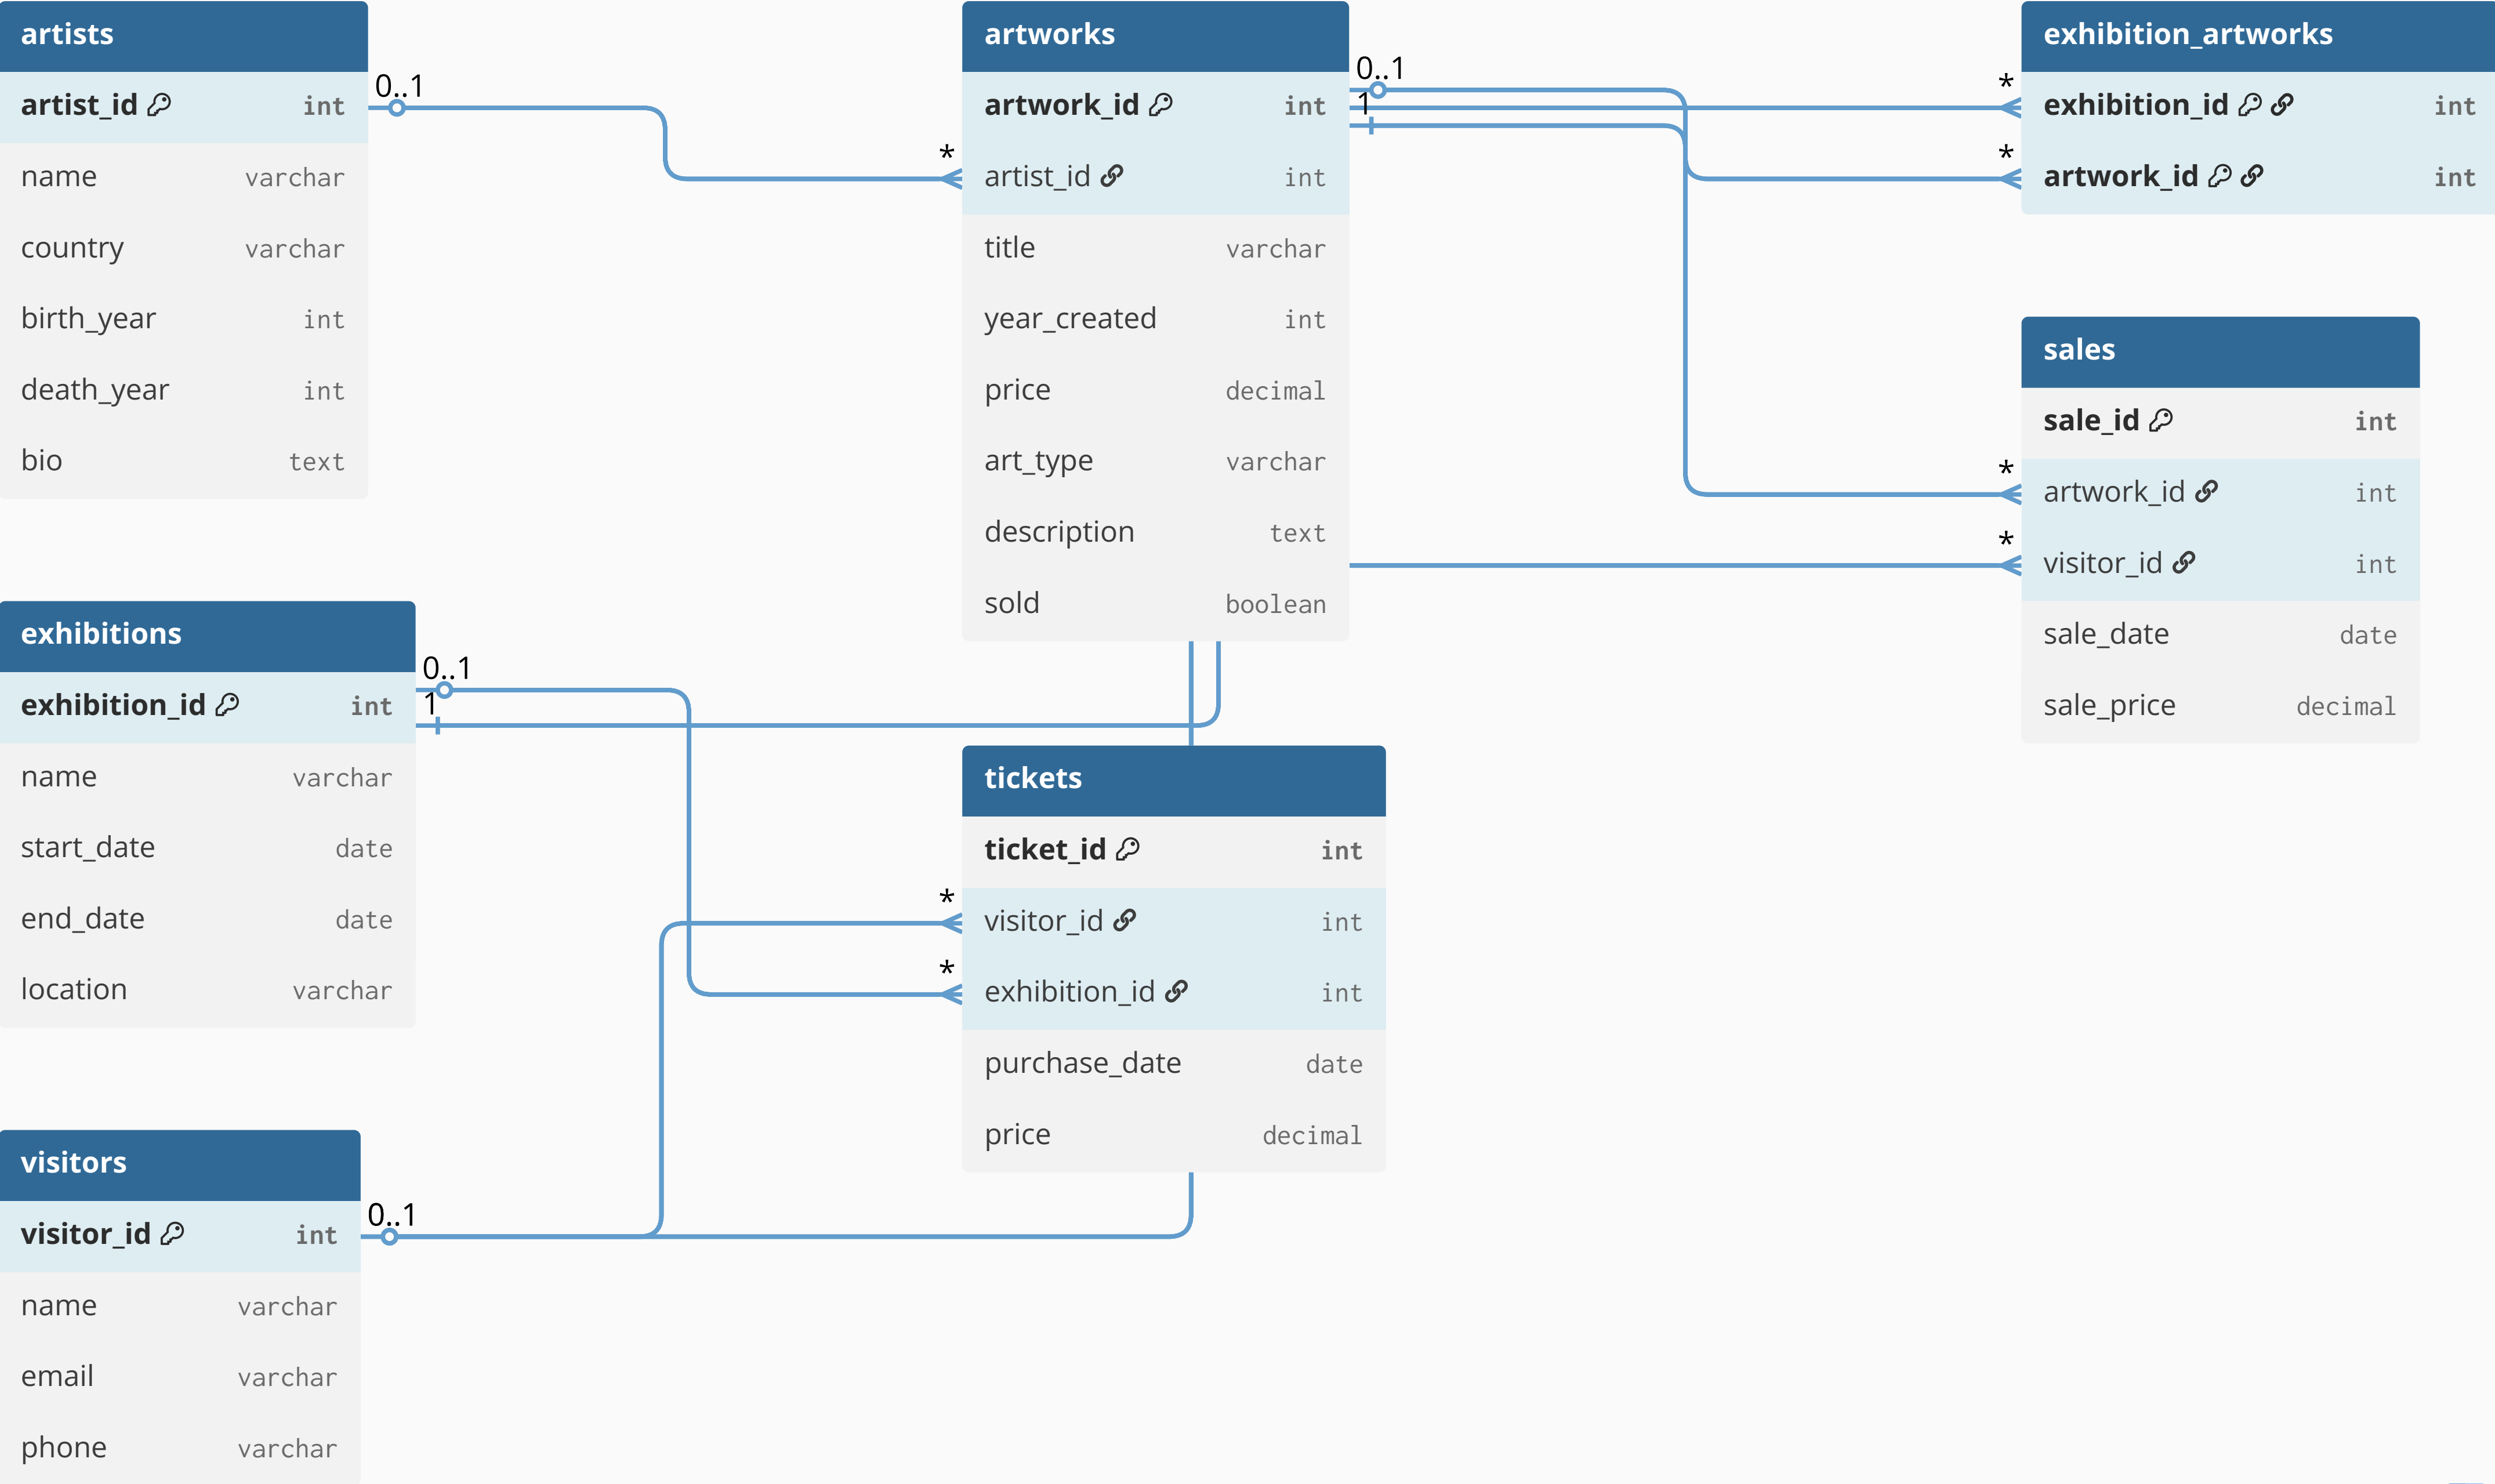 artists
artist_id int
name varchar
country varchar
birth_year int
death_year int
bio text
0..1
*
artworks
artwork_id int
artist_id int
title varchar
year_created int
price decimal
art_type varchar
description text
sold boolean
0..1
1
*
*
exhibition_artworks
exhibition_id int
artwork_id int
*
*
sales
sale_id int
artwork_id int
visitor_id int
sale_date date
sale_price decimal
exhibitions
exhibition_id int
name varchar
start_date date
end_date date
location varchar
0..1
1
*
*
tickets
ticket_id int
visitor_id int
exhibition_id int
purchase_date date
price decimal
visitors
visitor_id int
name varchar
email varchar
phone varchar
0..1